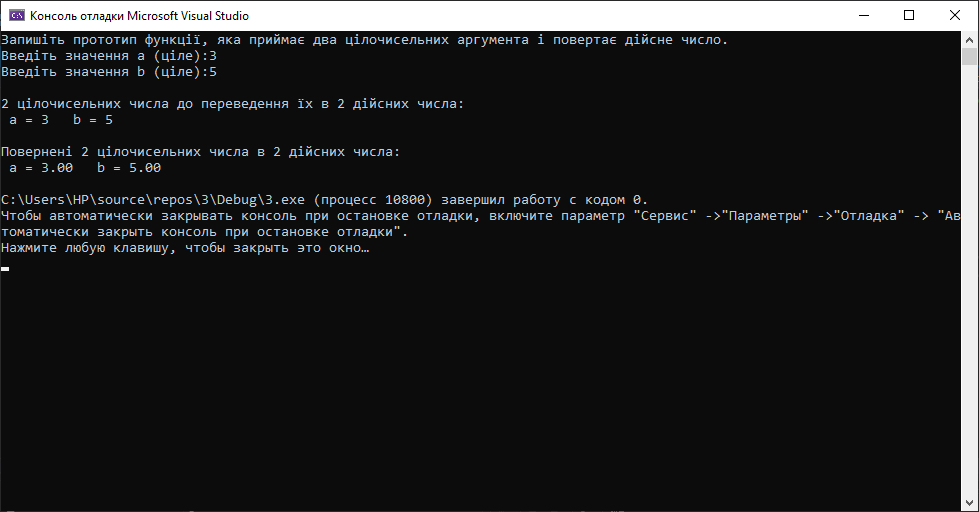 Консоль отладки Microsoft Visual Studio
Запишіть прототип функції, яка приймає два цілочисельних аргумента і повертає дійсне число.
Введіть значення a (ціле):3
Введіть значення b (ціле):5
2 цілочисельних числа до переведення їх в 2 дійсних числа:
a = 3   b = 5
Повернені 2 цілочисельних числа в 2 дійсних числа:
a = 3.00   b = 5.00
C:\Users\HP\source\repos\3\Debug\3.exe (процесс 10800) завершил работу с кодом 0.
Чтобы автоматически закрывать консоль при остановке отладки, включите параметр "Сервис" ->"Параметры" ->"Отладка" -> "Ав
томатически закрыть консоль при остановке отладки".
Нажмите любую клавишу, чтобы закрыть это окно…